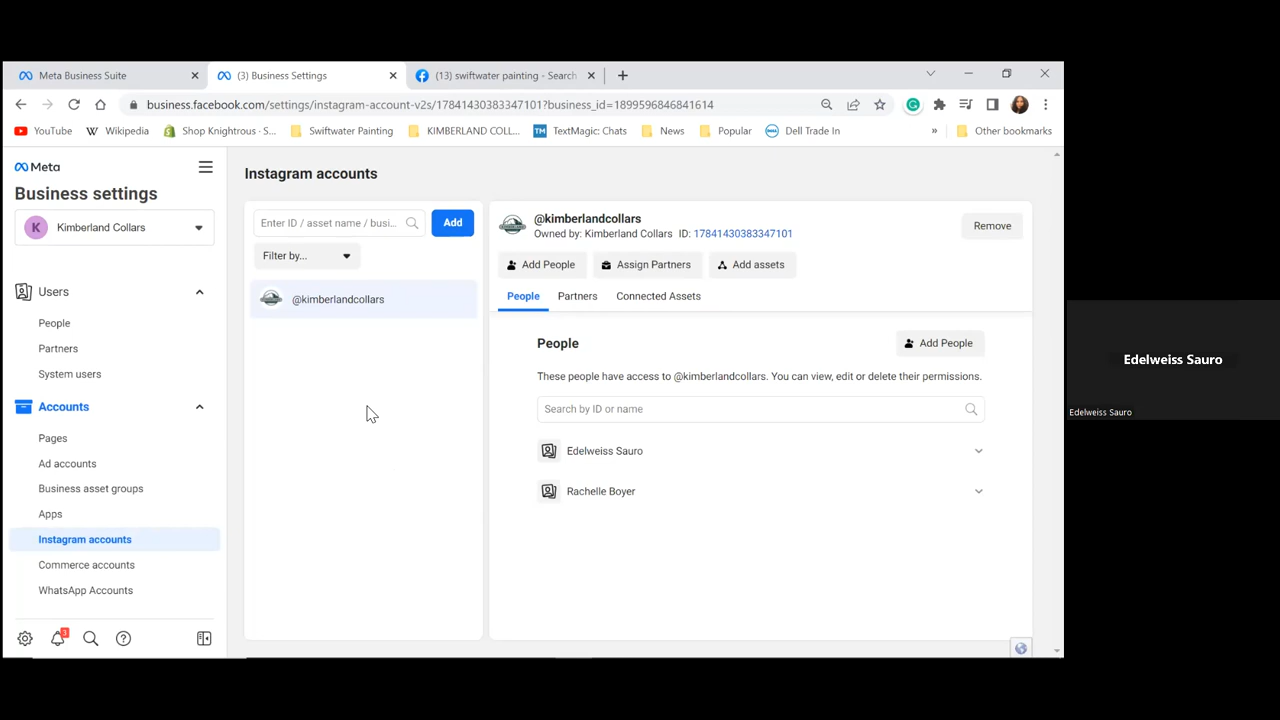 Meta Business Suite
(3) Business Settings
(13) swiftwater painting - Search
business.facebook.com/settings/instagram-account-v2s/17841430383347101?business_id=1899596846841614
YouTube
Wikipedia
Shop Knightrous - S...
Swiftwater Painting
KIMBERLAND COLL...
TM
TextMagic: Chats
News
Popular
DELL
Dell Trade In
»
Other bookmarks
Meta
Business settings
K
Kimberland Collars
Users
People
Partners
System users
Accounts
Pages
Ad accounts
Business asset groups
Apps
Instagram accounts
Commerce accounts
WhatsApp Accounts
3
Instagram accounts
Enter ID / asset name / busi...
Add
Filter by...
@kimberlandcollars
@kimberlandcollars
Owned by: Kimberland Collars ID: 17841430383347101
Remove
Add People
Assign Partners
Add assets
People
Partners
Connected Assets
People
Add People
These people have access to @kimberlandcollars. You can view, edit or delete their permissions.
Search by ID or name
Edelweiss Sauro
Rachelle Boyer
Edelweiss Sauro
Edelweiss Sauro